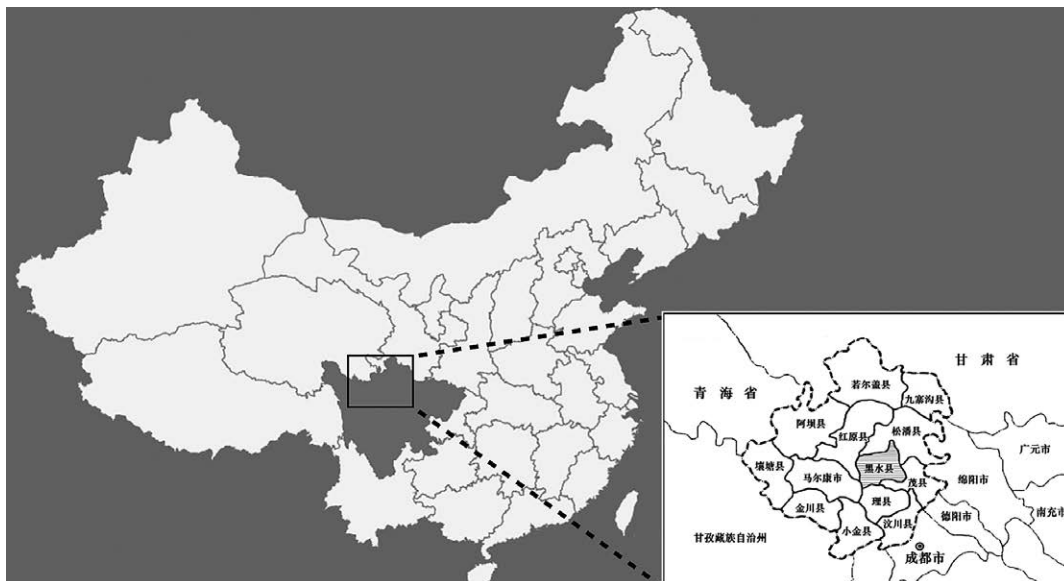 甘肃省
青海省
若尔盖县
九寨沟县
阿坝县
松潘县
红原县
广元市
壤塘县
黑水县
马尔康市
茂县
绵阳市
金川县
理县
南充市
小金县
汶川县
德阳市
甘孜藏族自治州
成都市